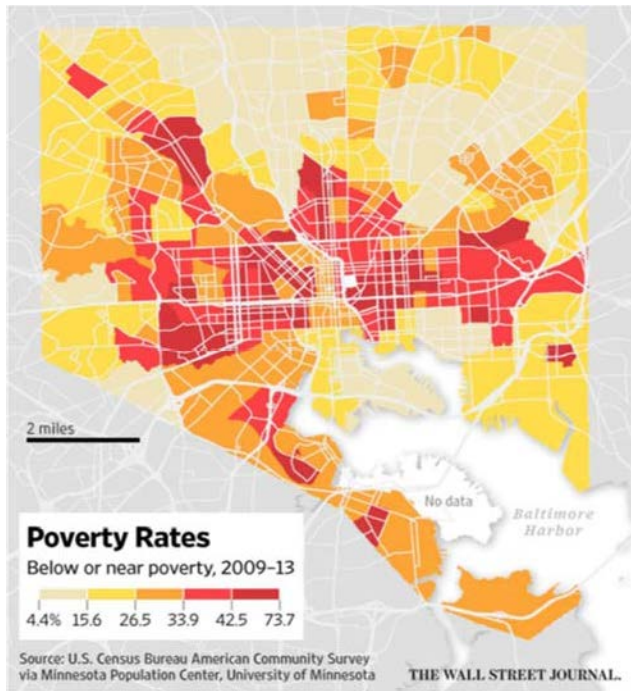 2 miles
No data
Baltimore
Harbor
Poverty Rates
Below or near poverty, 2009–13
4.4% 15.6 26.5 33.9 42.5 73.7
Source: U.S. Census Bureau American Community Survey
via Minnesota Population Center, University of Minnesota
THE WALL STREET JOURNAL.